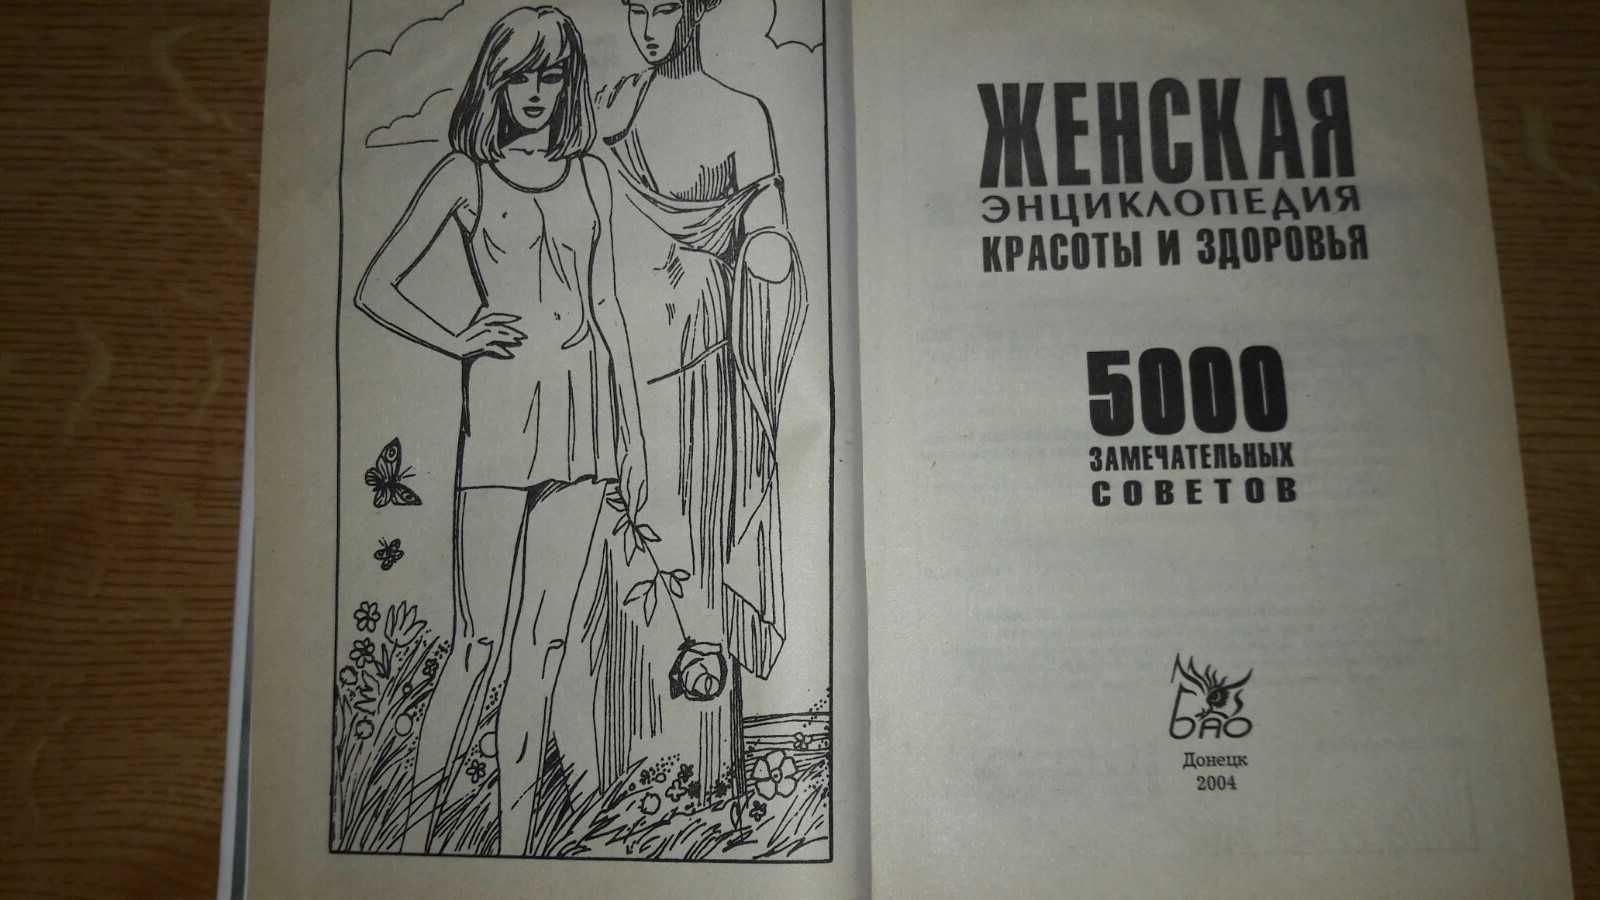 ЖЕНСКАЯ
ЭНЦИКЛОПЕДИЯ
КРАСОТЫ И ЗДОРОВЬЯ
5000
ЗАМЕЧАТЕЛЬНЫХ
СОВЕТОВ
БАО
Донецк
2004